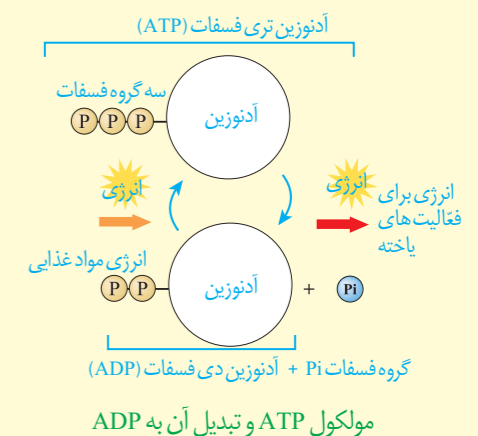 آدنوزین تری فسفات (ATP)
سه گروه فسفات
P P P
آدنوزین
انرژی
انرژی
انرژی برای
فعّالیت‌های
یاخته
انرژی مواد غذایی
P P
آدنوزین
+ Pi
گروه فسفات Pi + آدنوزین دی فسفات (ADP)
مولکول ATP و تبدیل آن به ADP